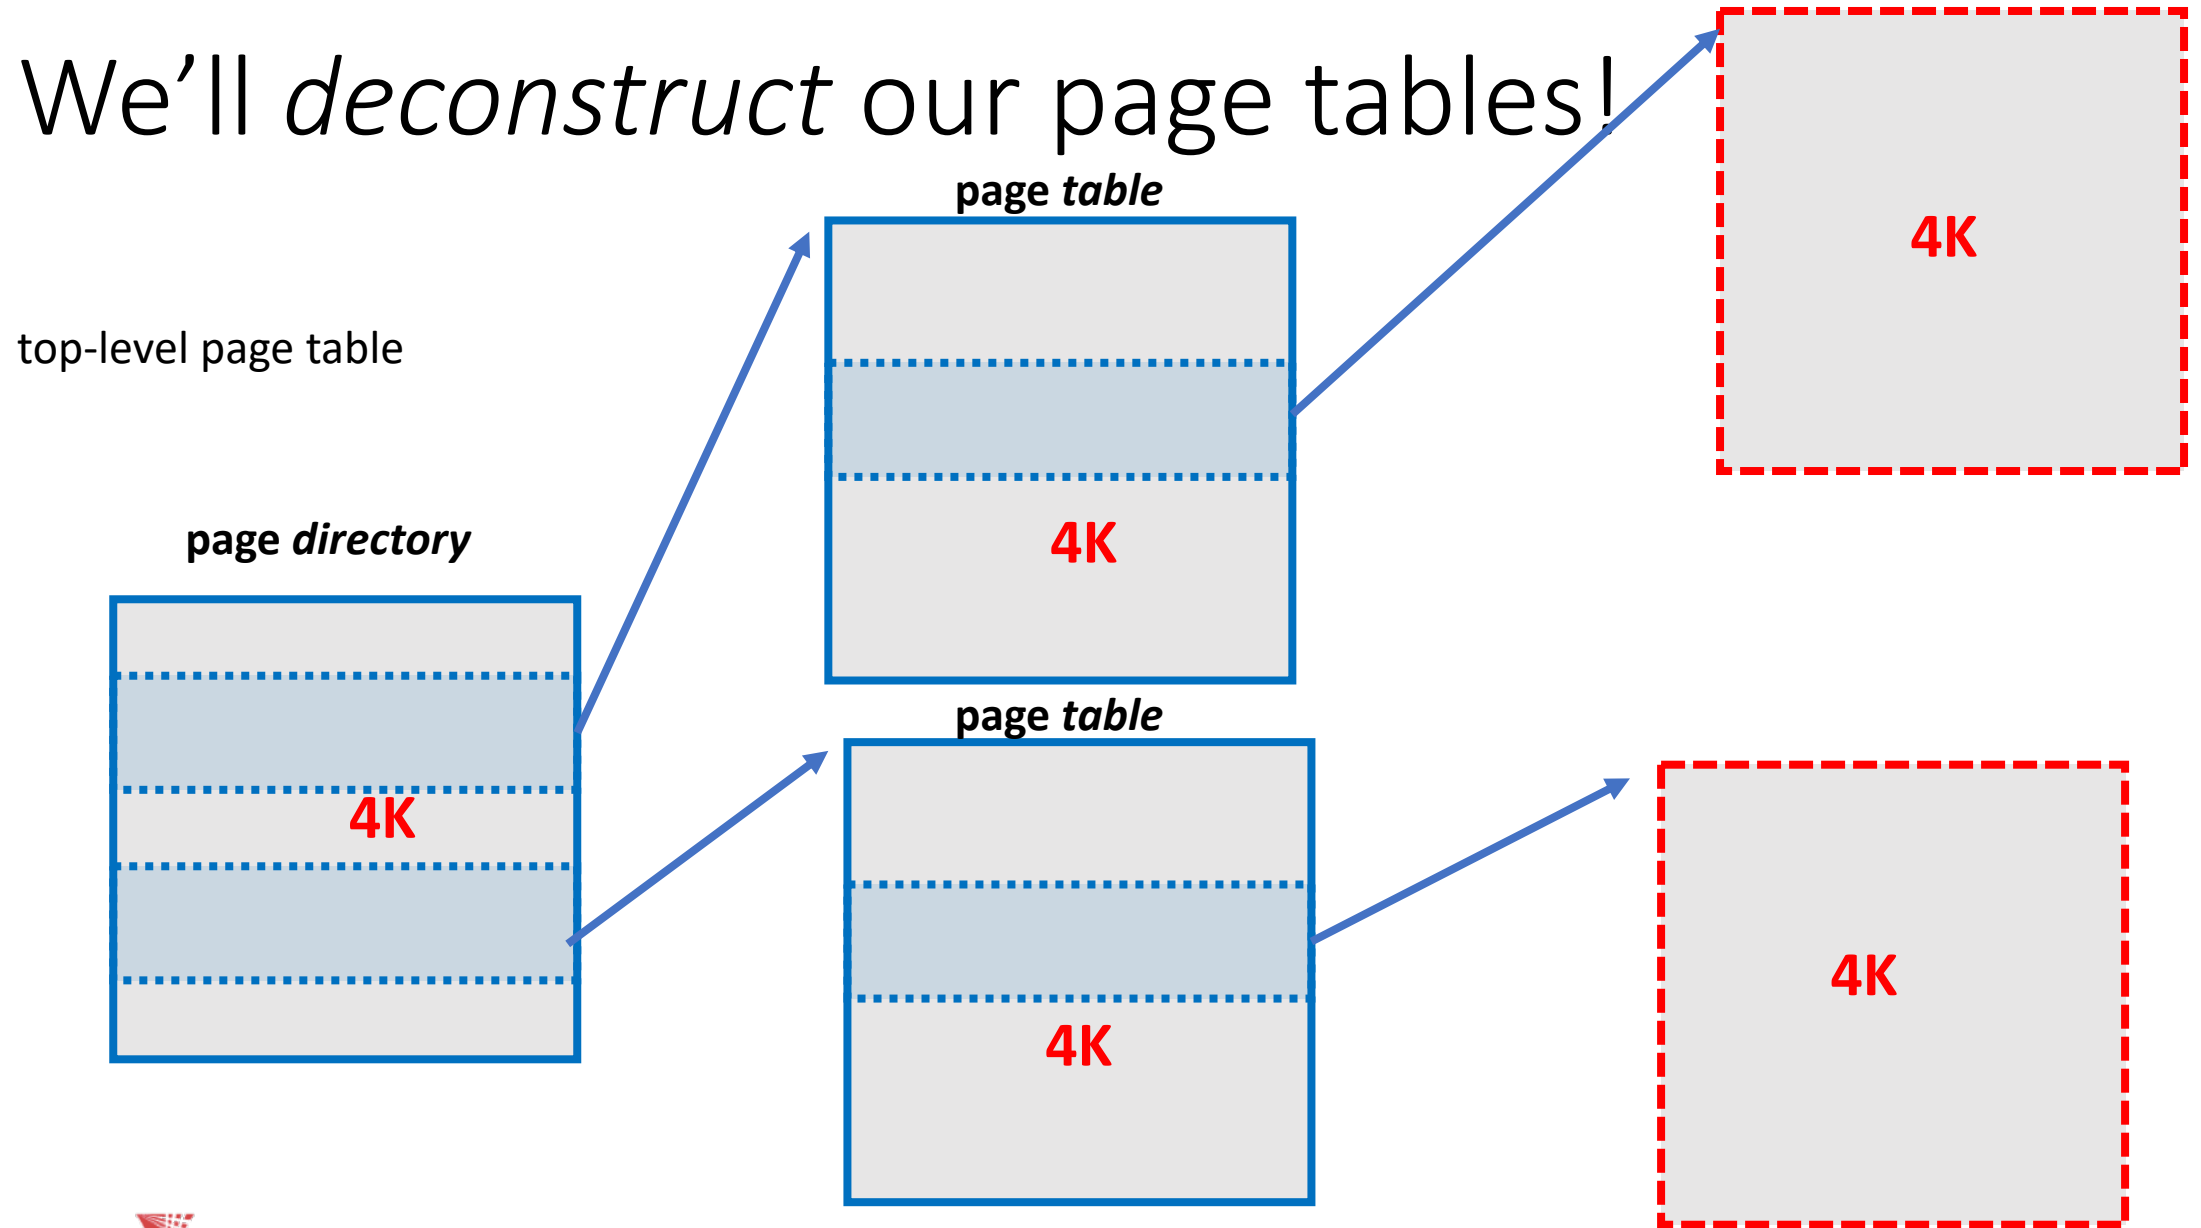 We’ll deconstruct our page tables!
page table
4K
top-level page table
page directory
4K
page table
4K
4K
4K